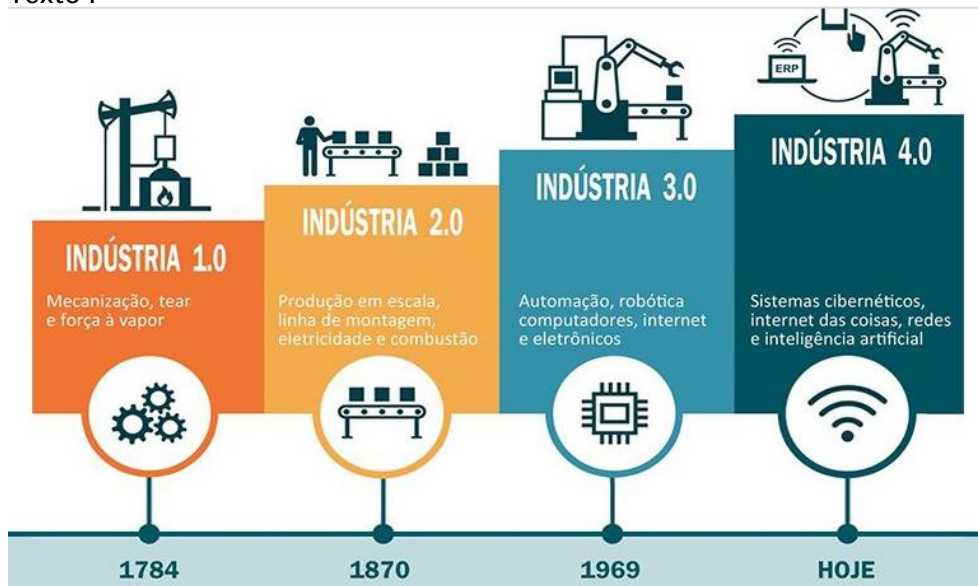 ERP
INDÚSTRIA 1.0
Mecanização, tear
e força à vapor
INDÚSTRIA 2.0
Produção em escala,
linha de montagem,
eletricidade e combustão
INDÚSTRIA 3.0
Automação, robótica
computadores, internet
e eletrônicos
INDÚSTRIA 4.0
Sistemas cibernéticos,
internet das coisas, redes
e inteligência artificial
1784
1870
1969
HOJE